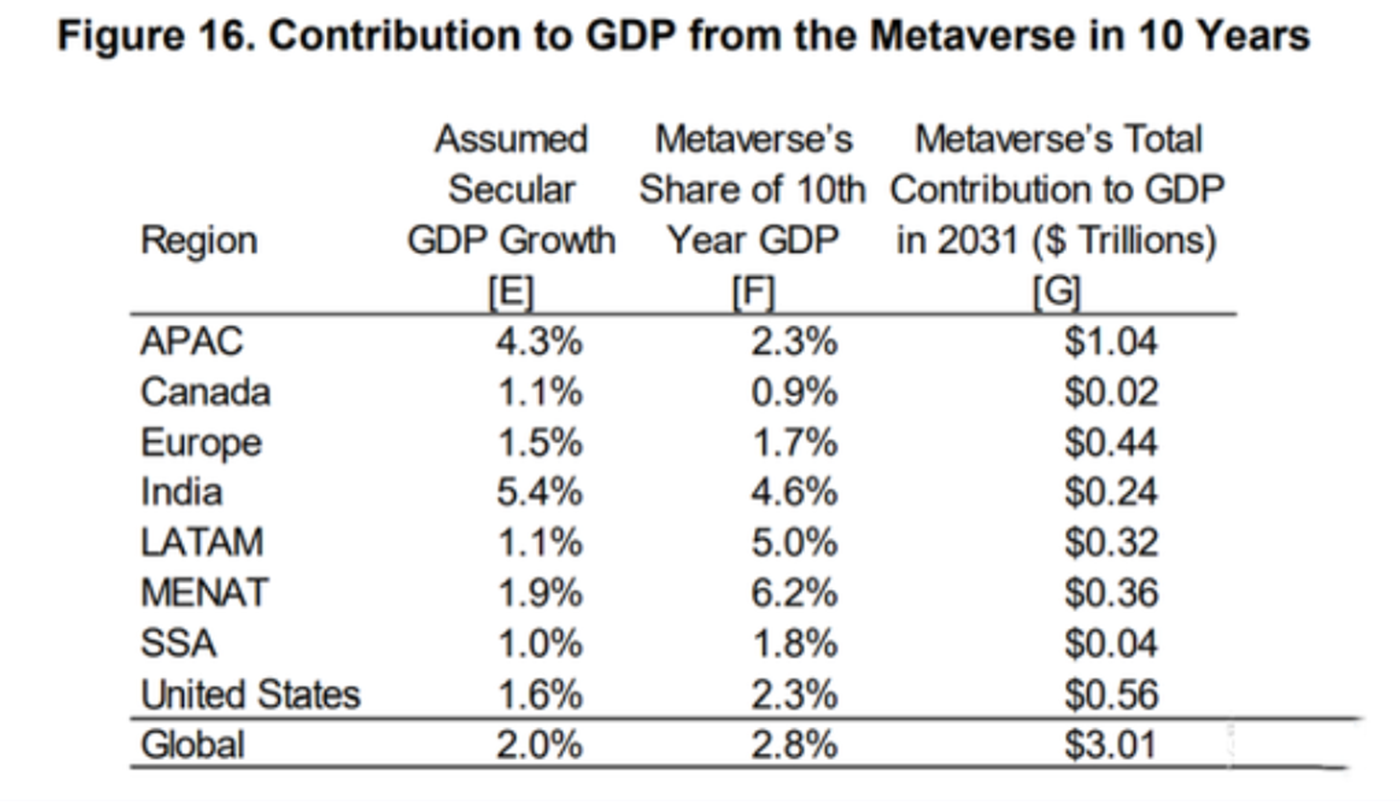 Figure 16. Contribution to GDP from the Metaverse in 10 Years
Assumed Metaverse's Metaverse's Total
Secular Share of 10th Contribution to GDP
Region GDP Growth Year GDP in 2031 ($ Trillions)
[E] [F] [G]
APAC 4.3% 2.3% $1.04
Canada 1.1% 0.9% $0.02
Europe 1.5% 1.7% $0.44
India 5.4% 4.6% $0.24
LATAM 1.1% 5.0% $0.32
MENAT 1.9% 6.2% $0.36
SSA 1.0% 1.8% $0.04
United States 1.6% 2.3% $0.56
Global 2.0% 2.8% $3.01